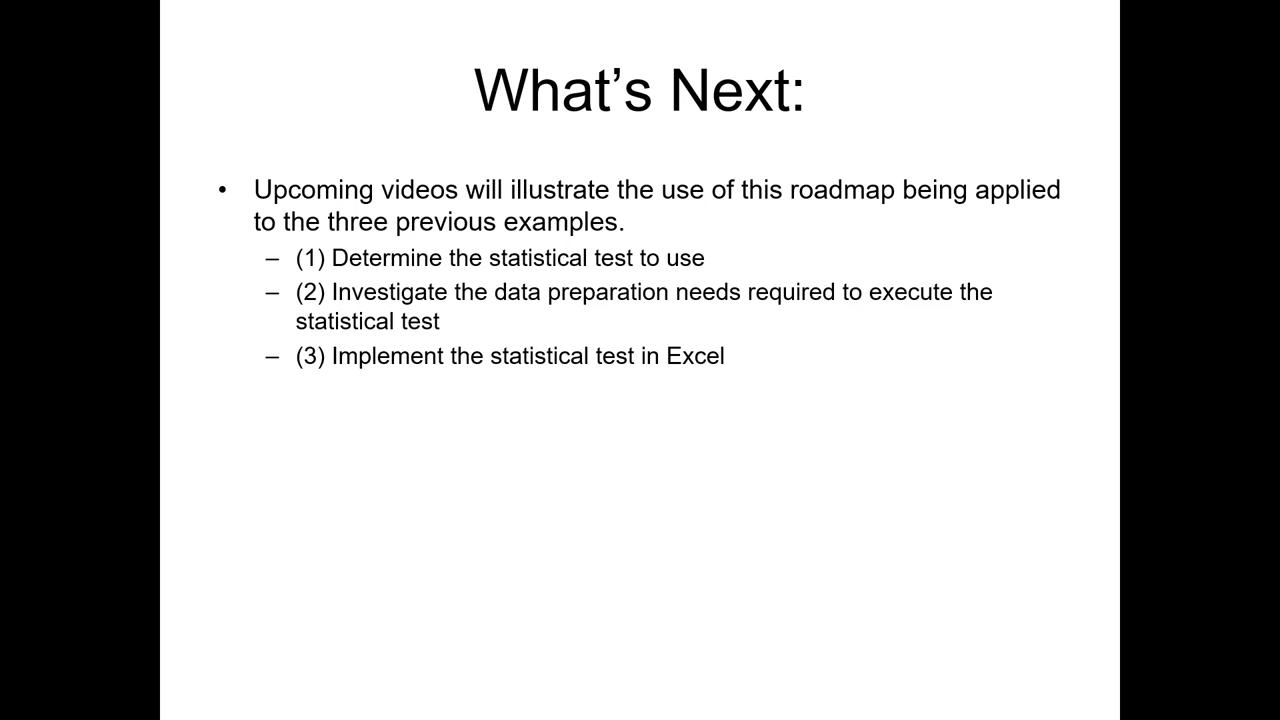 What’s Next:
• Upcoming videos will illustrate the use of this roadmap being applied
to the three previous examples.
– (1) Determine the statistical test to use
– (2) Investigate the data preparation needs required to execute the
statistical test
– (3) Implement the statistical test in Excel